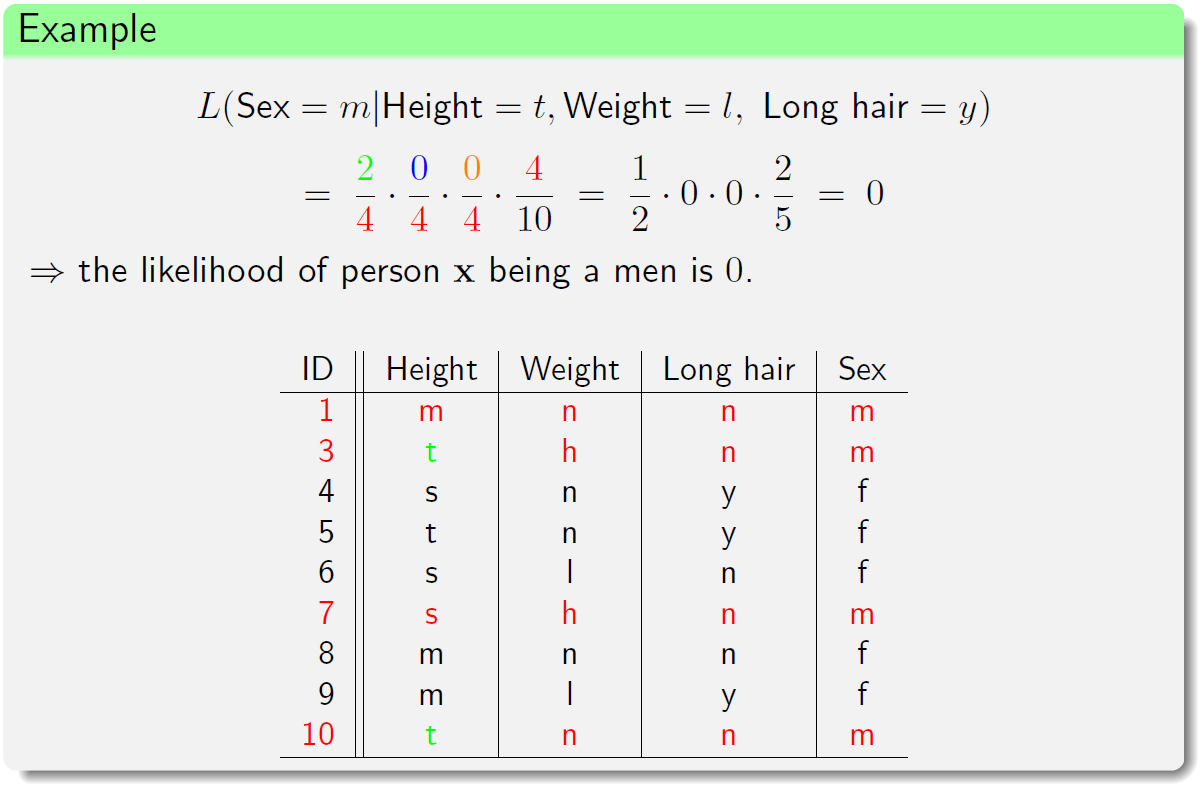 Example
L(Sex = m|Height = t, Weight = l, Long hair = y)
= 2/4 · 0/4 · 0/4 · 4/10 = 1/2 · 0 · 0 · 2/5 = 0
⇒ the likelihood of person x being a men is 0.
ID Height Weight Long hair Sex
1 m n n m
3 t h n m
4 s n y f
5 t n y f
6 s l n f
7 s h n m
8 m n n f
9 m l y f
10 t n n m